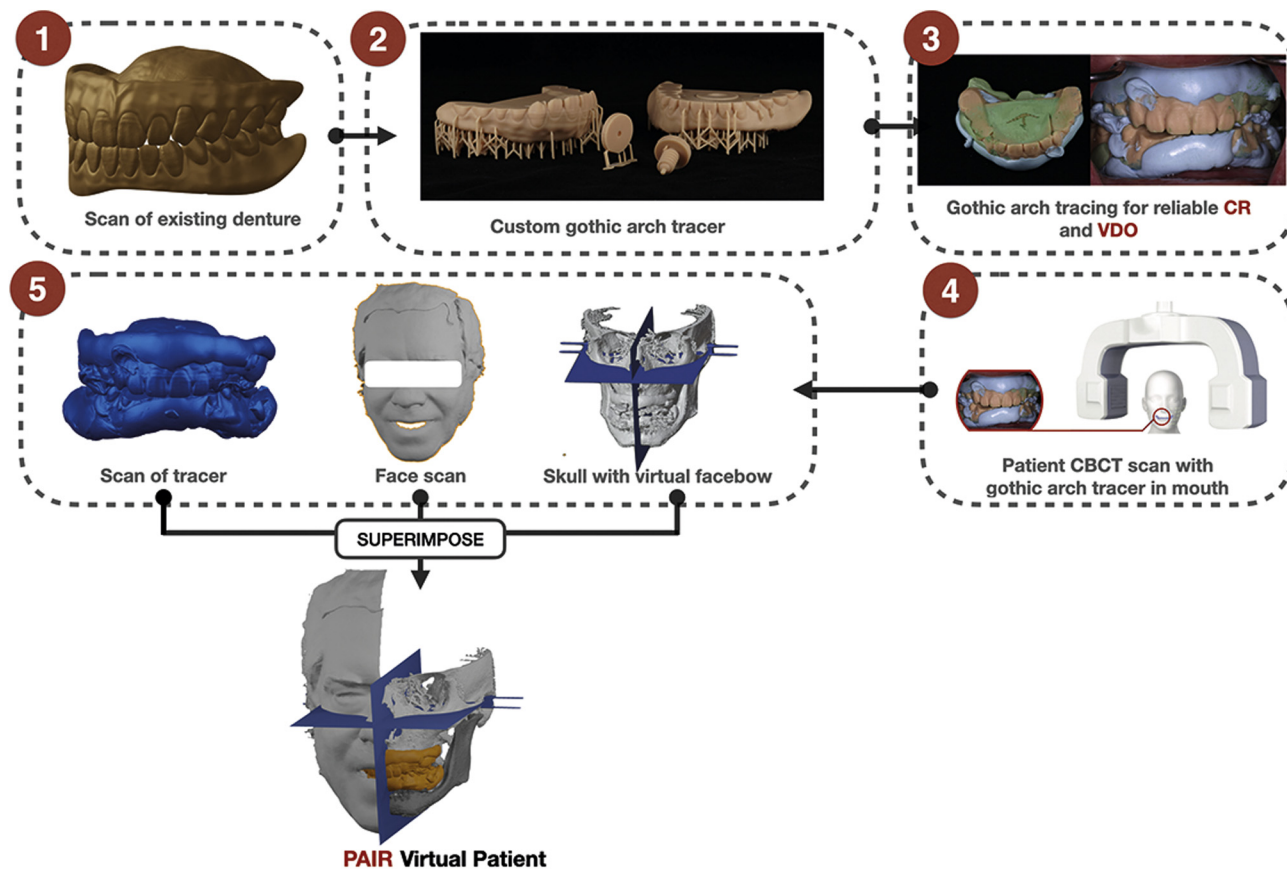 1
Scan of existing denture
2
Custom gothic arch tracer
3
Gothic arch tracing for reliable CR
and VDO
4
Patient CBCT scan with
gothic arch tracer in mouth
5
Scan of tracer
Face scan
Skull with virtual facebow
SUPERIMPOSE
PAIR Virtual Patient